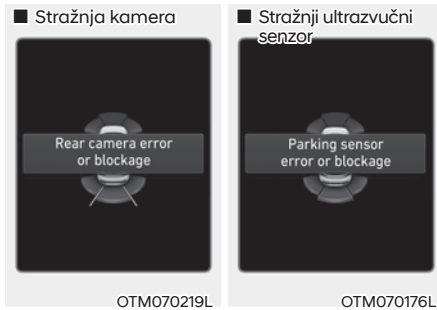 ■ Stražnja kamera
Rear camera error
or blockage
OTM070219L
■ Stražnji ultrazvučni
senzor
Parking sensor
error or blockage
OTM070176L